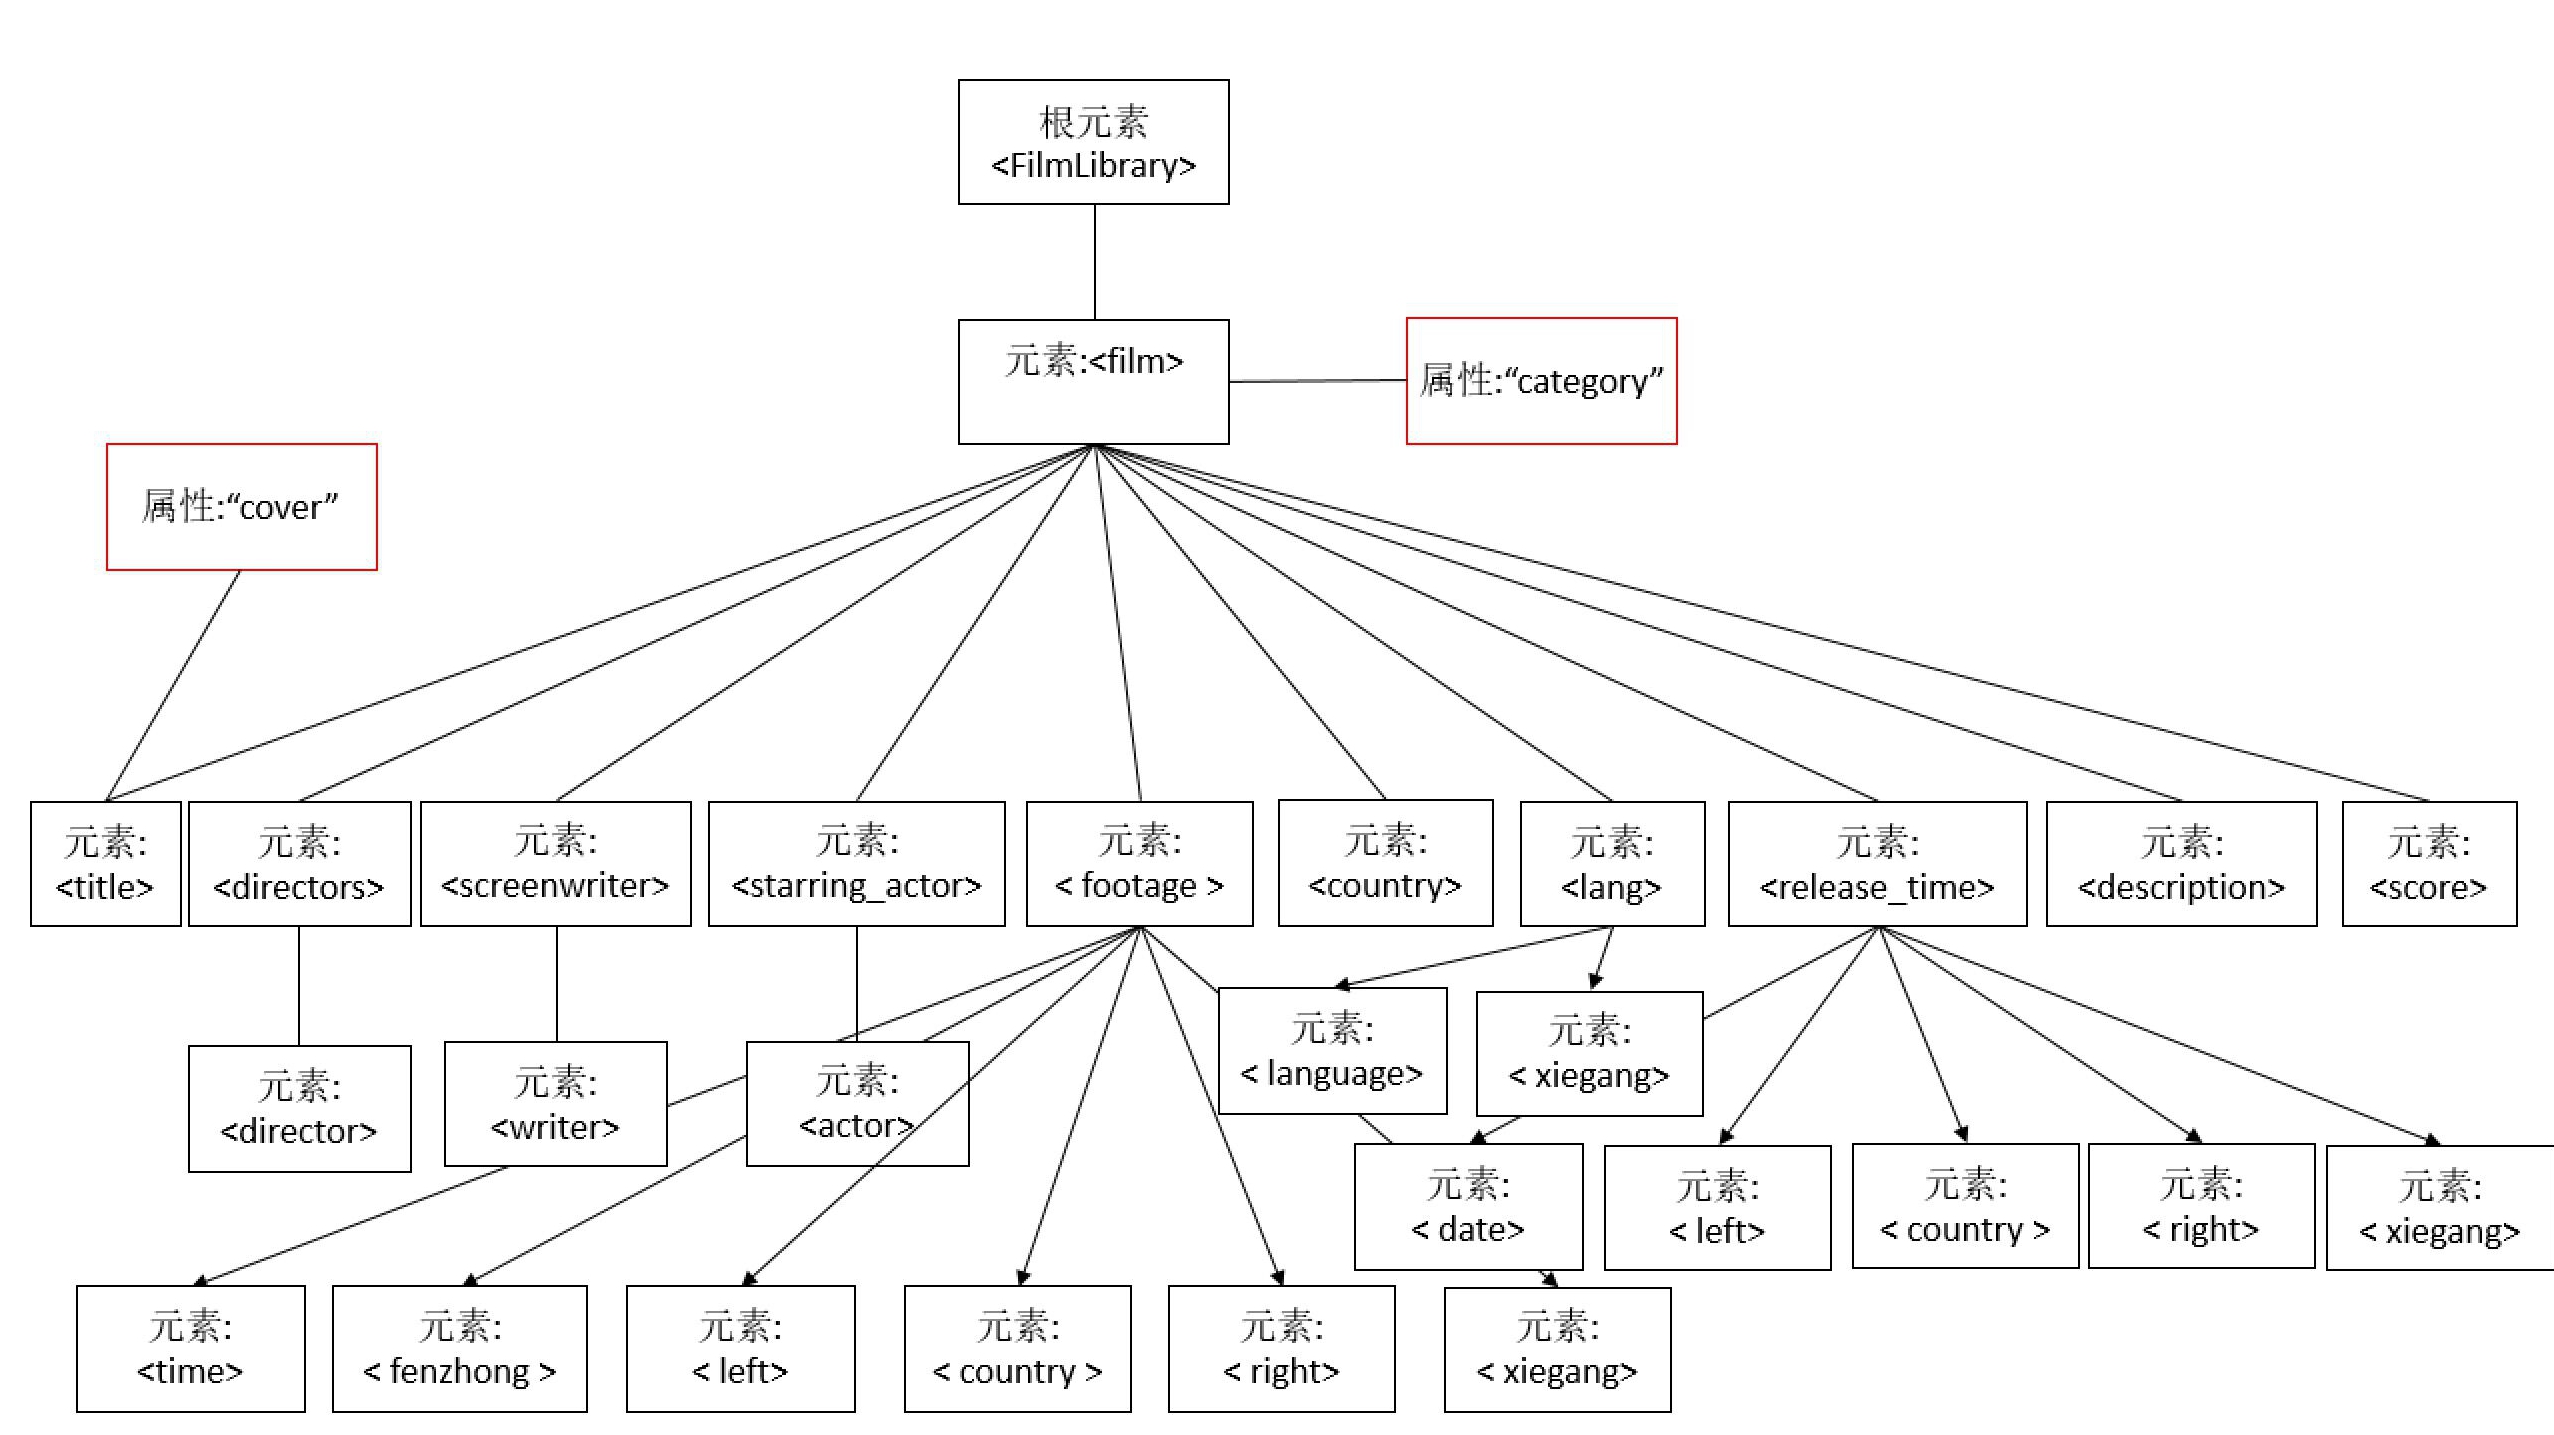 根元素
<FilmLibrary>
元素:<film>
属性:“category”
属性:“cover”
元素:
<title>
元素:
<directors>
元素:
<screenwriter>
元素:
<starring_actor>
元素:
< footage >
元素:
<country>
元素:
<lang>
元素:
<release_time>
元素:
<description>
元素:
<score>
元素:
< language>
元素:
< xiegang>
元素:
<director>
元素:
<writer>
元素:
<actor>
元素:
< date>
元素:
< left>
元素:
< country >
元素:
< right>
元素:
< xiegang>
元素:
<time>
元素:
< fenzhong >
元素:
< left>
元素:
< country >
元素:
< right>
元素:
< xiegang>